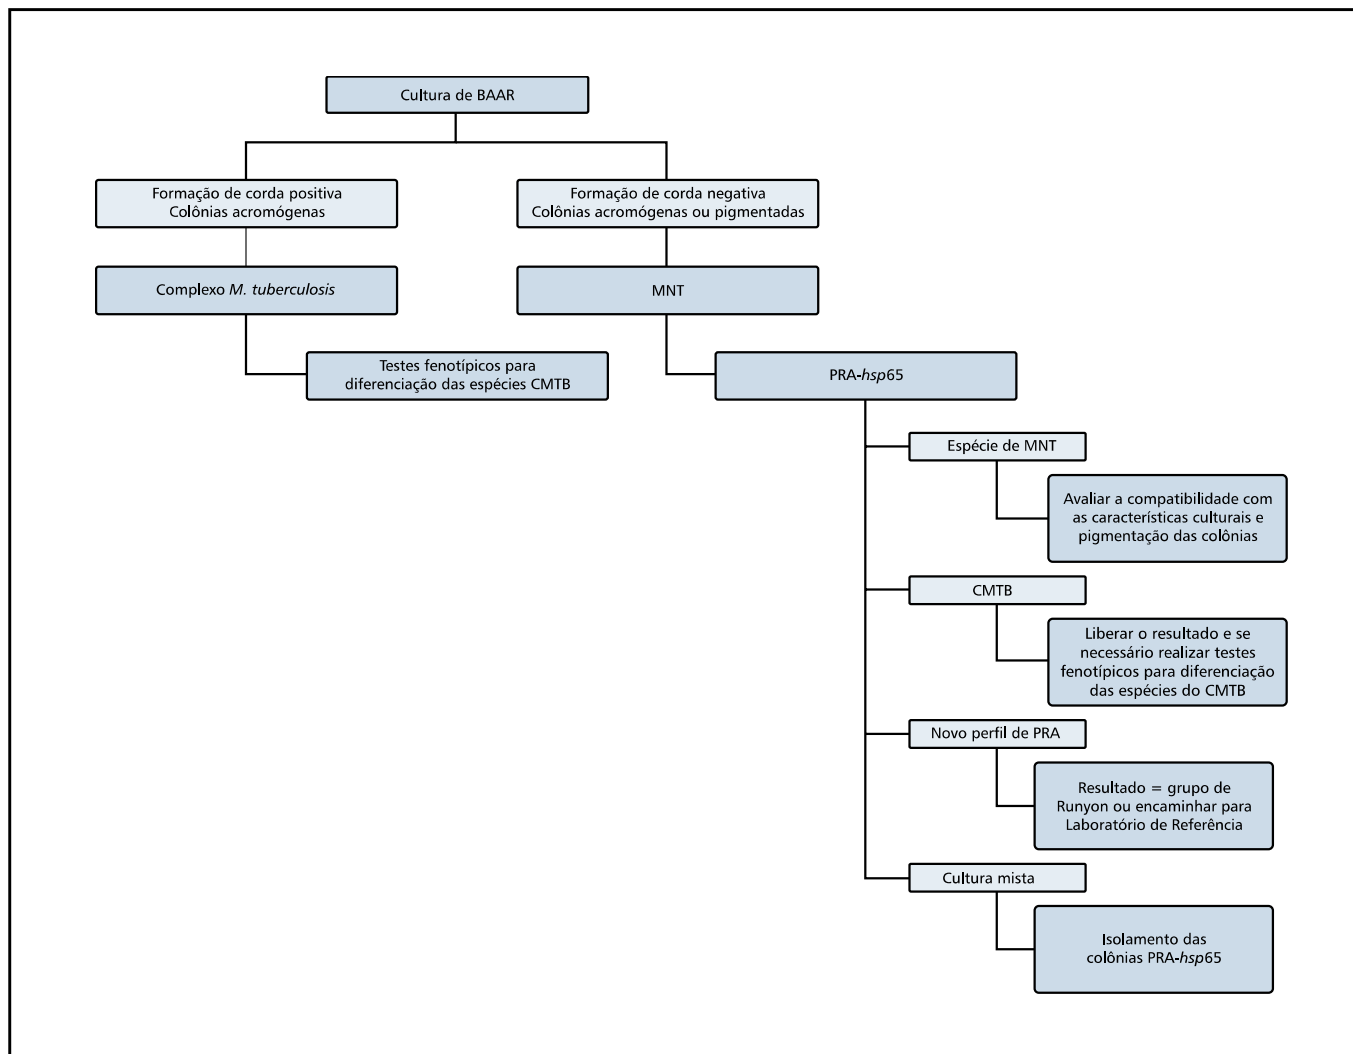 Cultura de BAAR
Formação de corda positiva
Colônias acromógenas
Formação de corda negativa
Colônias acromógenas ou pigmentadas
Complexo M. tuberculosis
MNT
Testes fenotípicos para
diferenciação das espécies CMTB
PRA-hsp65
Espécie de MNT
Avaliar a compatibilidade com
as características culturais e
pigmentação das colônias
CMTB
Liberar o resultado e se
necessário realizar testes
fenotípicos para diferenciação
das espécies do CMTB
Novo perfil de PRA
Resultado = grupo de
Runyon ou encaminhar para
Laboratório de Referência
Cultura mista
Isolamento das
colônias PRA-hsp65